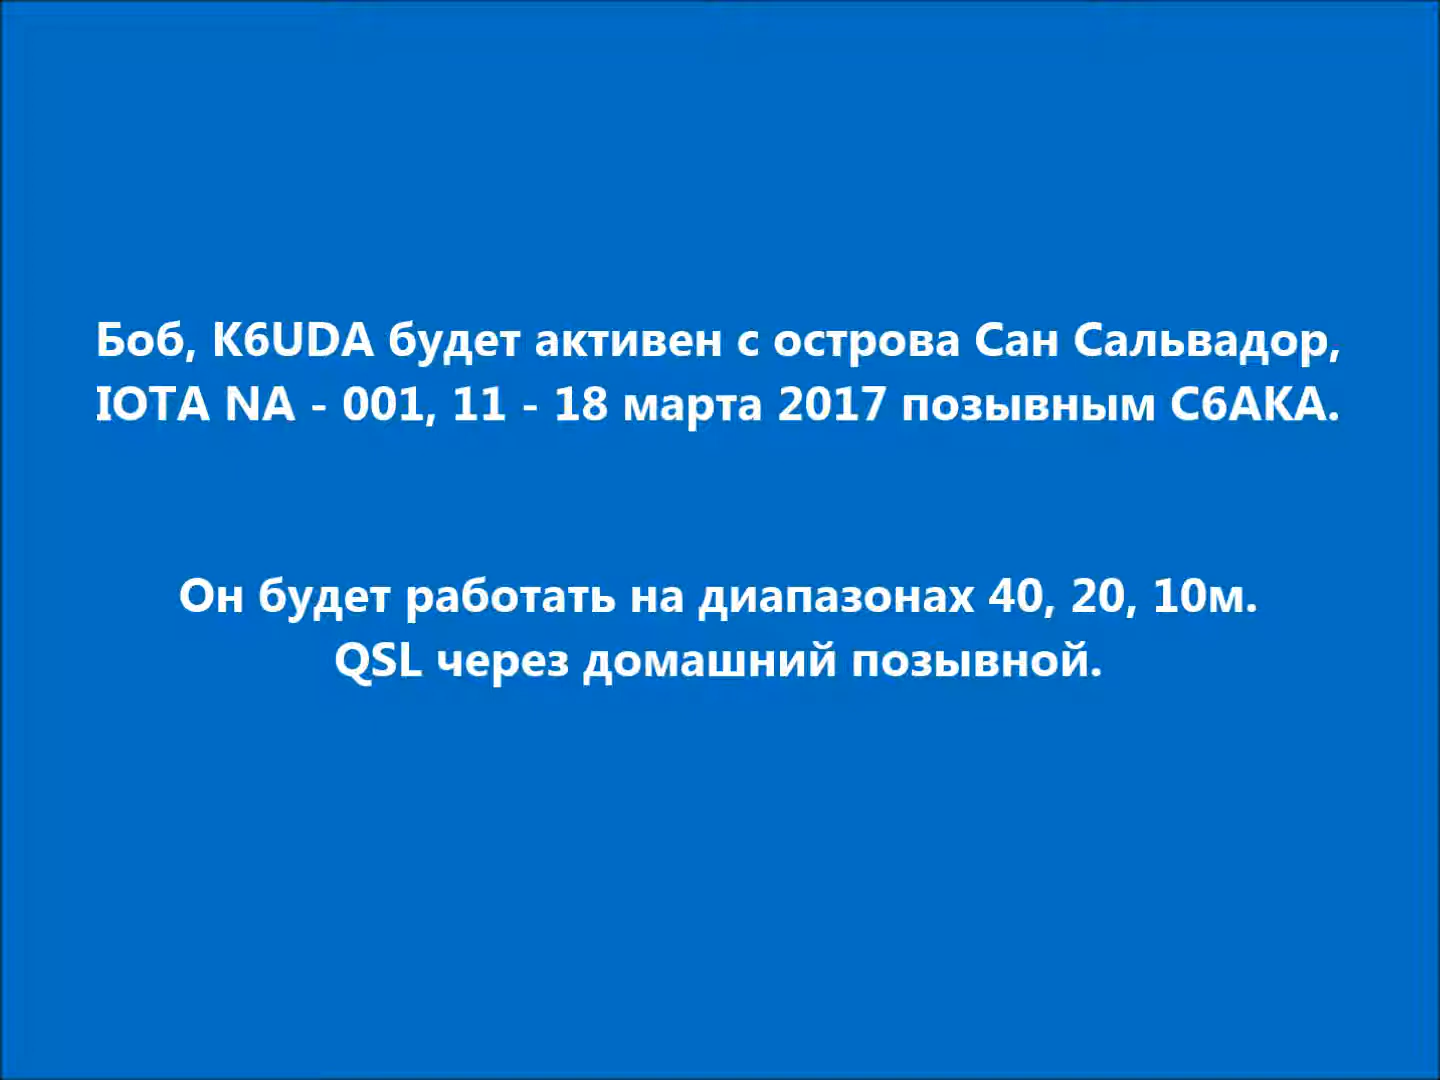 Боб, K6UDA будет активен с острова Сан Сальвадор,
IOTA NA - 001, 11 - 18 марта 2017 позывным C6AKA.
Он будет работать на диапазонах 40, 20, 10м.
QSL через домашний позывной.